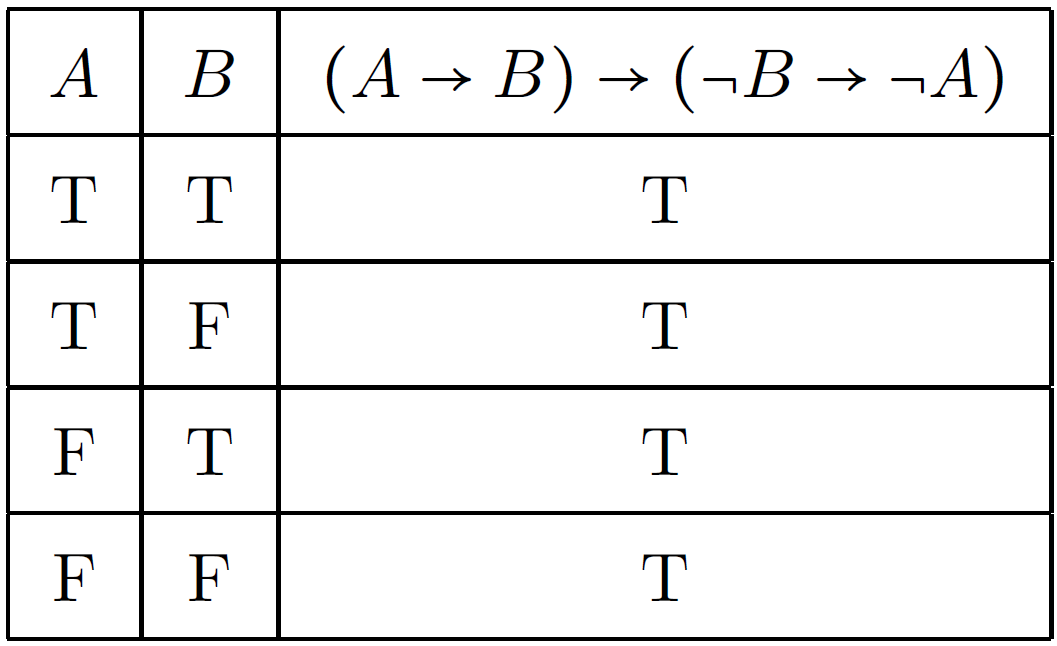 A B (A → B) → (¬B → ¬A)
T T T
T F T
F T T
F F T